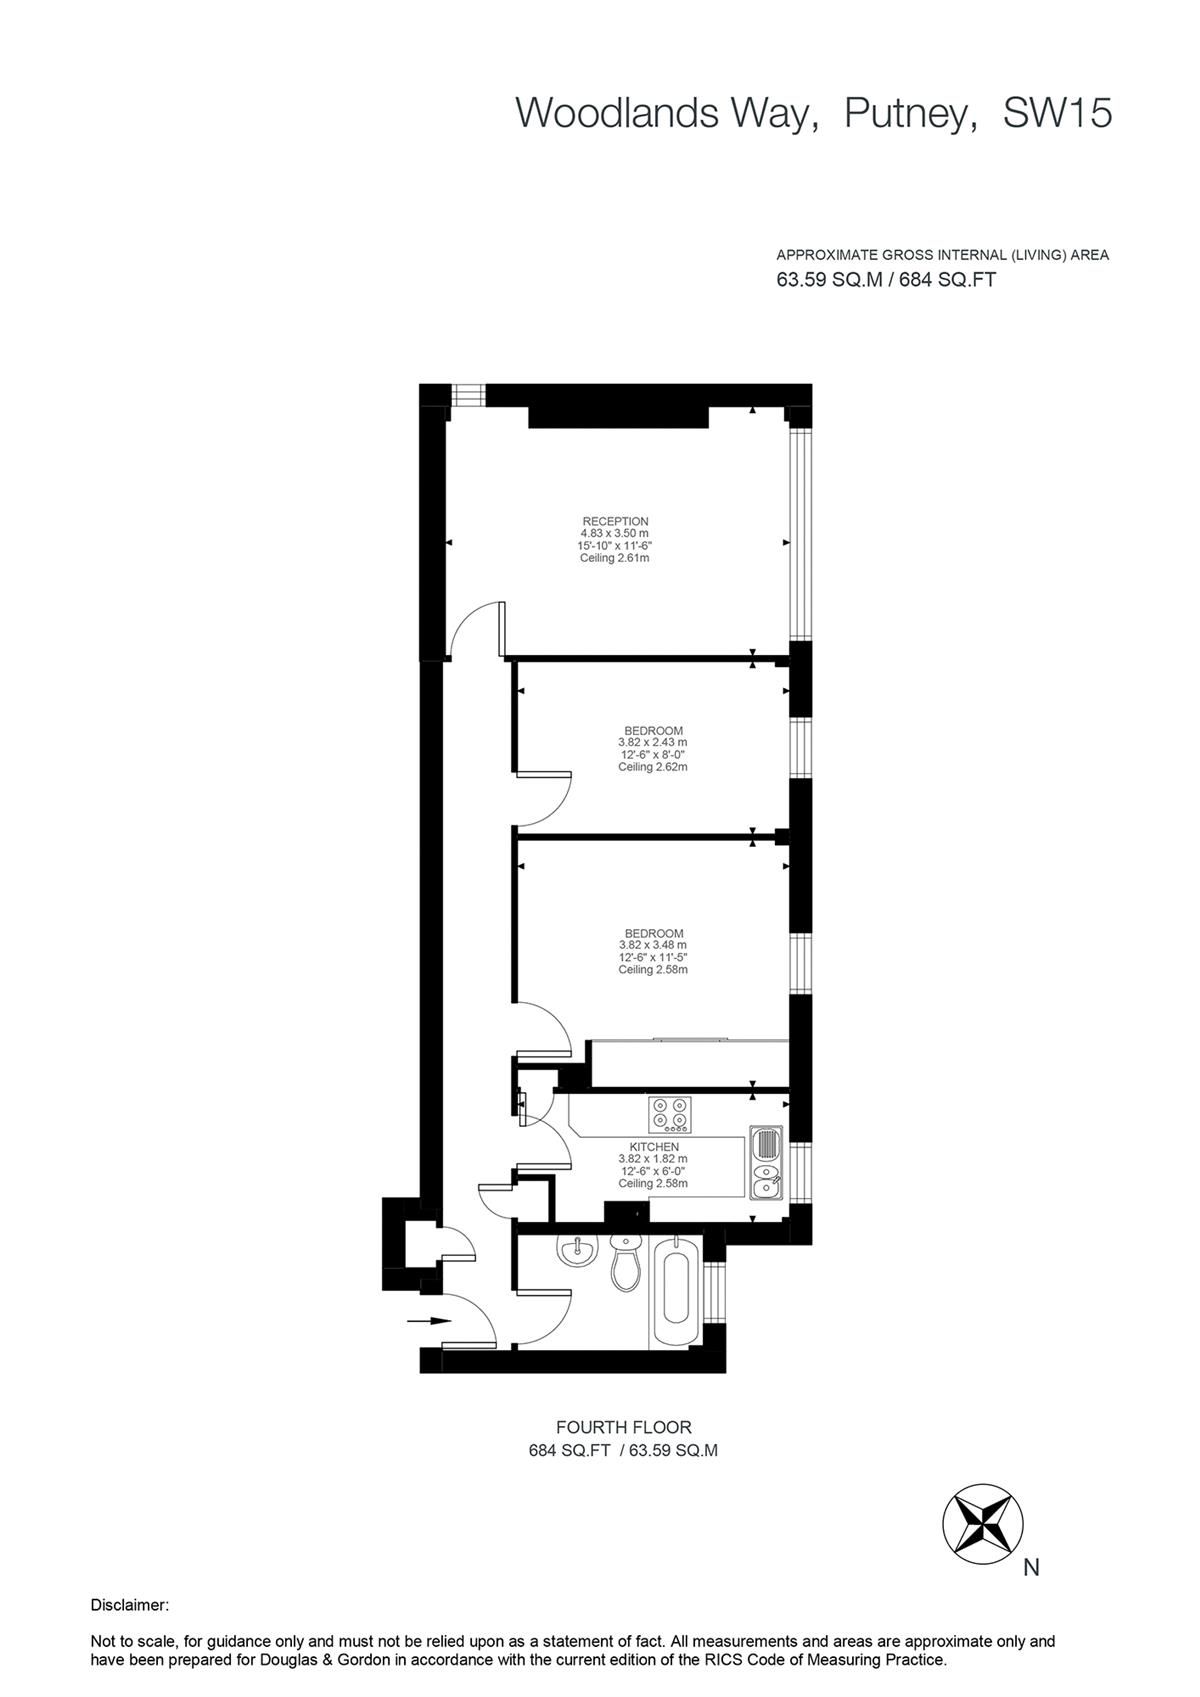 Woodlands Way, Putney, SW15
APPROXIMATE GROSS INTERNAL (LIVING) AREA
63.59 SQ.M / 684 SQ.FT
RECEPTION
4.83 x 3.50 m
15'-10" x 11'-6"
Ceiling 2.61m
BEDROOM
3.82 x 2.43 m
12'-6" x 8'-0"
Ceiling 2.62m
BEDROOM
3.82 x 3.48 m
12'-6" x 11'-5"
Ceiling 2.58m
KITCHEN
3.82 x 1.82 m
12'-6" x 6'-0"
Ceiling 2.58m
FOURTH FLOOR
684 SQ.FT / 63.59 SQ.M
N
Disclaimer:
Not to scale, for guidance only and must not be relied upon as a statement of fact. All measurements and areas are approximate only and
have been prepared for Douglas & Gordon in accordance with the current edition of the RICS Code of Measuring Practice.